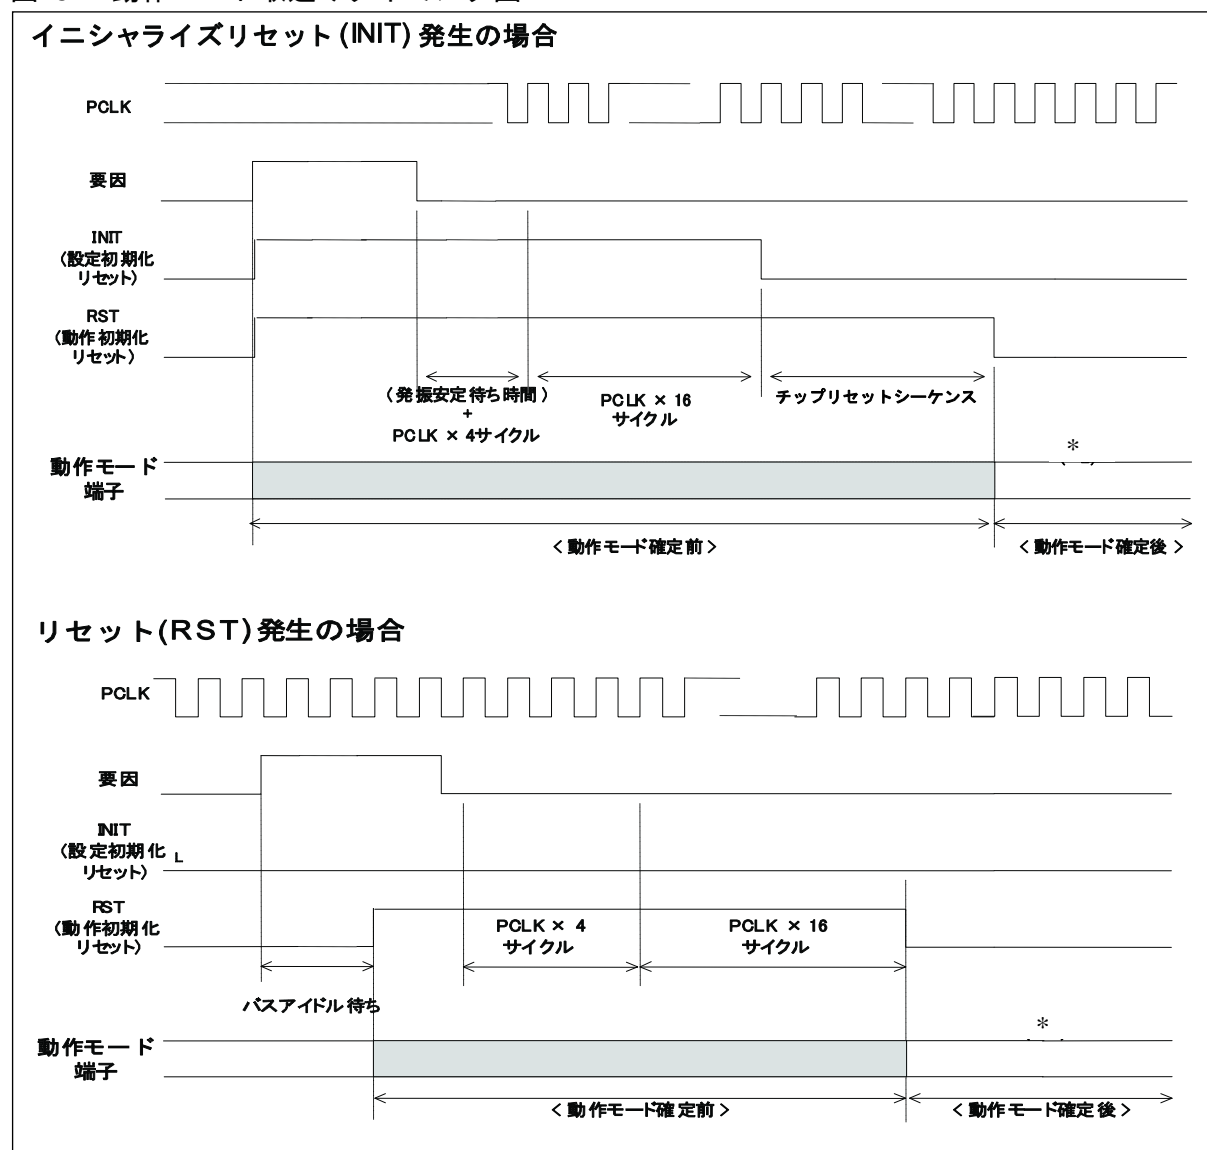 イニシャライズリセット(INIT)発生の場合
PCLK
要因
INIT
(設定初期化
リセット)
RST
(動作初期化
リセット)
(発振安定待ち時間)
+
PCLK × 4サイクル
PCLK × 16
サイクル
チップリセットシーケンス
動作モード
端子
*
<動作モード確定前>
<動作モード確定後>
リセット(RST)発生の場合
PCLK
要因
INIT
(設定初期化
リセット)
L
RST
(動作初期化
リセット)
PCLK × 4
サイクル
PCLK × 16
サイクル
バスアイドル待ち
動作モード
端子
*
<動作モード確定前>
<動作モード確定後>